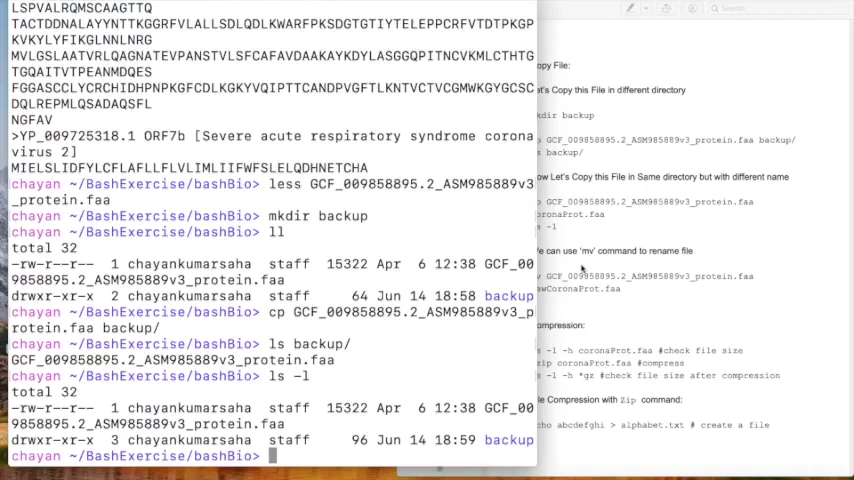 LSPVALRQMSCAAGTTQ
TACTDDNALAYYNTTKGGRFVLALLSDLQDLKWARFPKSDGTGTIYTELEPPCRFVTDTPKGP
KVKYLYFIKGLNNLNRG
MVLGSLAATVRLQAGNATEVPANSTVLSFCAFAVDAAKAYKDYLASGGQPITNCVKMLCTHTG
TGQAITVTPEANMDQES
FGGASCCLYCRCHIDHPNPKGFCDLKGKYVQIPTTCANDPVGFTLKNTVCTVCGMWKGYGCSC
DQLREPMLQSADAQSFL
NGFAV
>YP_009725318.1 ORF7b [Severe acute respiratory syndrome corona
virus 2]
MIELSLIDFYLCFLAFLLFLVLIMLIIFWFSLELQDHNETCHA
chayan ~/BashExercise/bashBio> less GCF_009858895.2_ASM985889v3
_protein.faa
chayan ~/BashExercise/bashBio> mkdir backup
chayan ~/BashExercise/bashBio> ll
total 32
-rw-r--r-- 1 chayankumarsaha staff 15322 Apr 6 12:38 GCF_00
9858895.2_ASM985889v3_protein.faa
drwxr-xr-x 2 chayankumarsaha staff 64 Jun 14 18:58 backup
chayan ~/BashExercise/bashBio> cp GCF_009858895.2_ASM985889v3_p
rotein.faa backup/
chayan ~/BashExercise/bashBio> ls backup/
GCF_009858895.2_ASM985889v3_protein.faa
chayan ~/BashExercise/bashBio> ls -l
total 32
-rw-r--r-- 1 chayankumarsaha staff 15322 Apr 6 12:38 GCF_00
9858895.2_ASM985889v3_protein.faa
drwxr-xr-x 3 chayankumarsaha staff 96 Jun 14 18:59 backup
chayan ~/BashExercise/bashBio>
Search
opy File:
et's Copy this File in different directory
kdir backup
p GCF_009858895.2_ASM985889v3_protein.faa backup/
s backup/
ow Let's Copy this File in Same directory but with different name
p GCF_009858895.2_ASM985889v3_protein.faa
oronaProt.faa
s -l
e can use 'mv' command to rename file
v GCF_009858895.2_ASM985889v3_protein.faa
ewCoronaProt.faa
ompression:
s -l -h coronaProt.faa #check file size
zip coronaProt.faa #compress
s -l -h *gz #check file size after compression
le Compression with Zip command:
cho abcdefghi > alphabet.txt # create a file